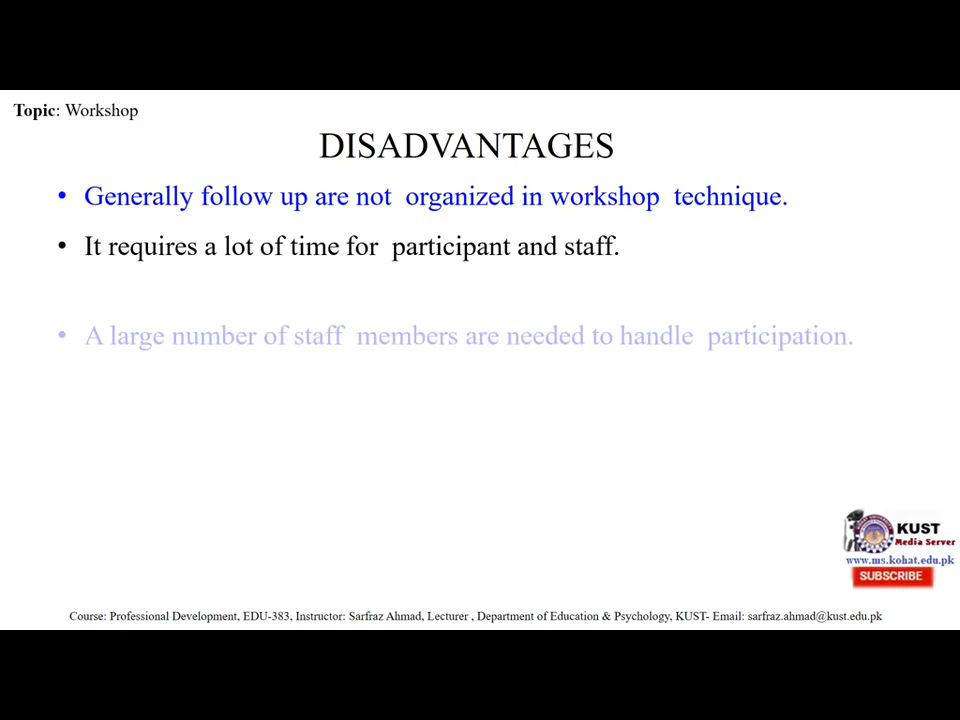 Topic: Workshop
DISADVANTAGES
• Generally follow up are not organized in workshop technique.
• It requires a lot of time for participant and staff.
• A large number of staff members are needed to handle participation.
KUST
Media Server
www.ms.kohat.edu.pk
SUBSCRIBE
Course: Professional Development, EDU-383, Instructor: Sarfraz Ahmad, Lecturer , Department of Education & Psychology, KUST- Email: sarfraz.ahmad@kust.edu.pk